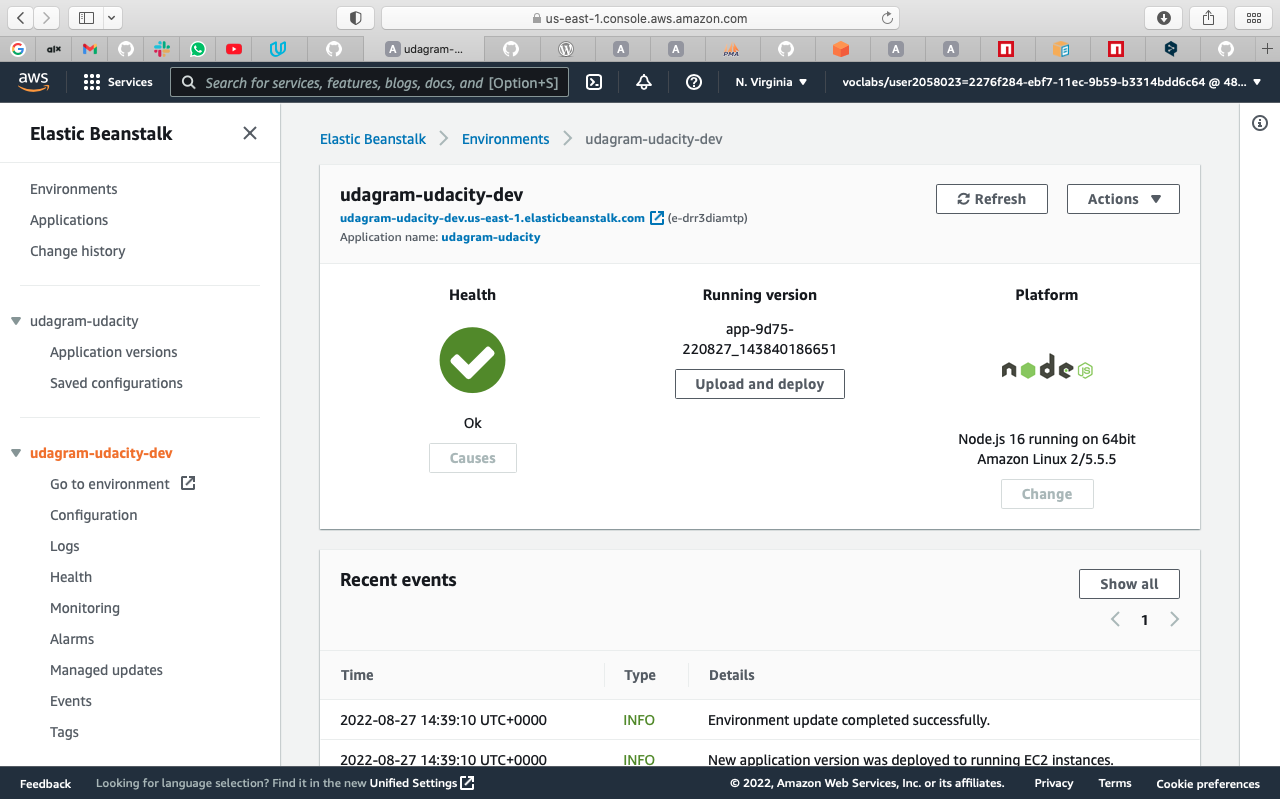 us-east-1.console.aws.amazon.com
G
alx
A udagram-...
A
A
PMA
A
A
aws
Services
Search for services, features, blogs, docs, and [Option+S]
N. Virginia
voclabs/user2058023=2276f284-ebf7-11ec-9b59-b3314bdd6c64 @ 48...
Elastic Beanstalk
Environments
Applications
Change history
udagram-udacity
Application versions
Saved configurations
udagram-udacity-dev
Go to environment
Configuration
Logs
Health
Monitoring
Alarms
Managed updates
Events
Tags
Elastic Beanstalk
Environments
udagram-udacity-dev
udagram-udacity-dev
udagram-udacity-dev.us-east-1.elasticbeanstalk.com (e-drr3diamtp)
Application name: udagram-udacity
Refresh
Actions
Health
Ok
Causes
Running version
app-9d75-
220827_143840186651
Upload and deploy
Platform
node JS
Node.js 16 running on 64bit
Amazon Linux 2/5.5.5
Change
Recent events
Show all
1
Time Type Details
2022-08-27 14:39:10 UTC+0000 INFO Environment update completed successfully.
2022-08-27 14:39:10 UTC+0000 INFO New application version was deployed to running EC2 instances.
Feedback
Looking for language selection? Find it in the new Unified Settings
© 2022, Amazon Web Services, Inc. or its affiliates.
Privacy
Terms
Cookie preferences